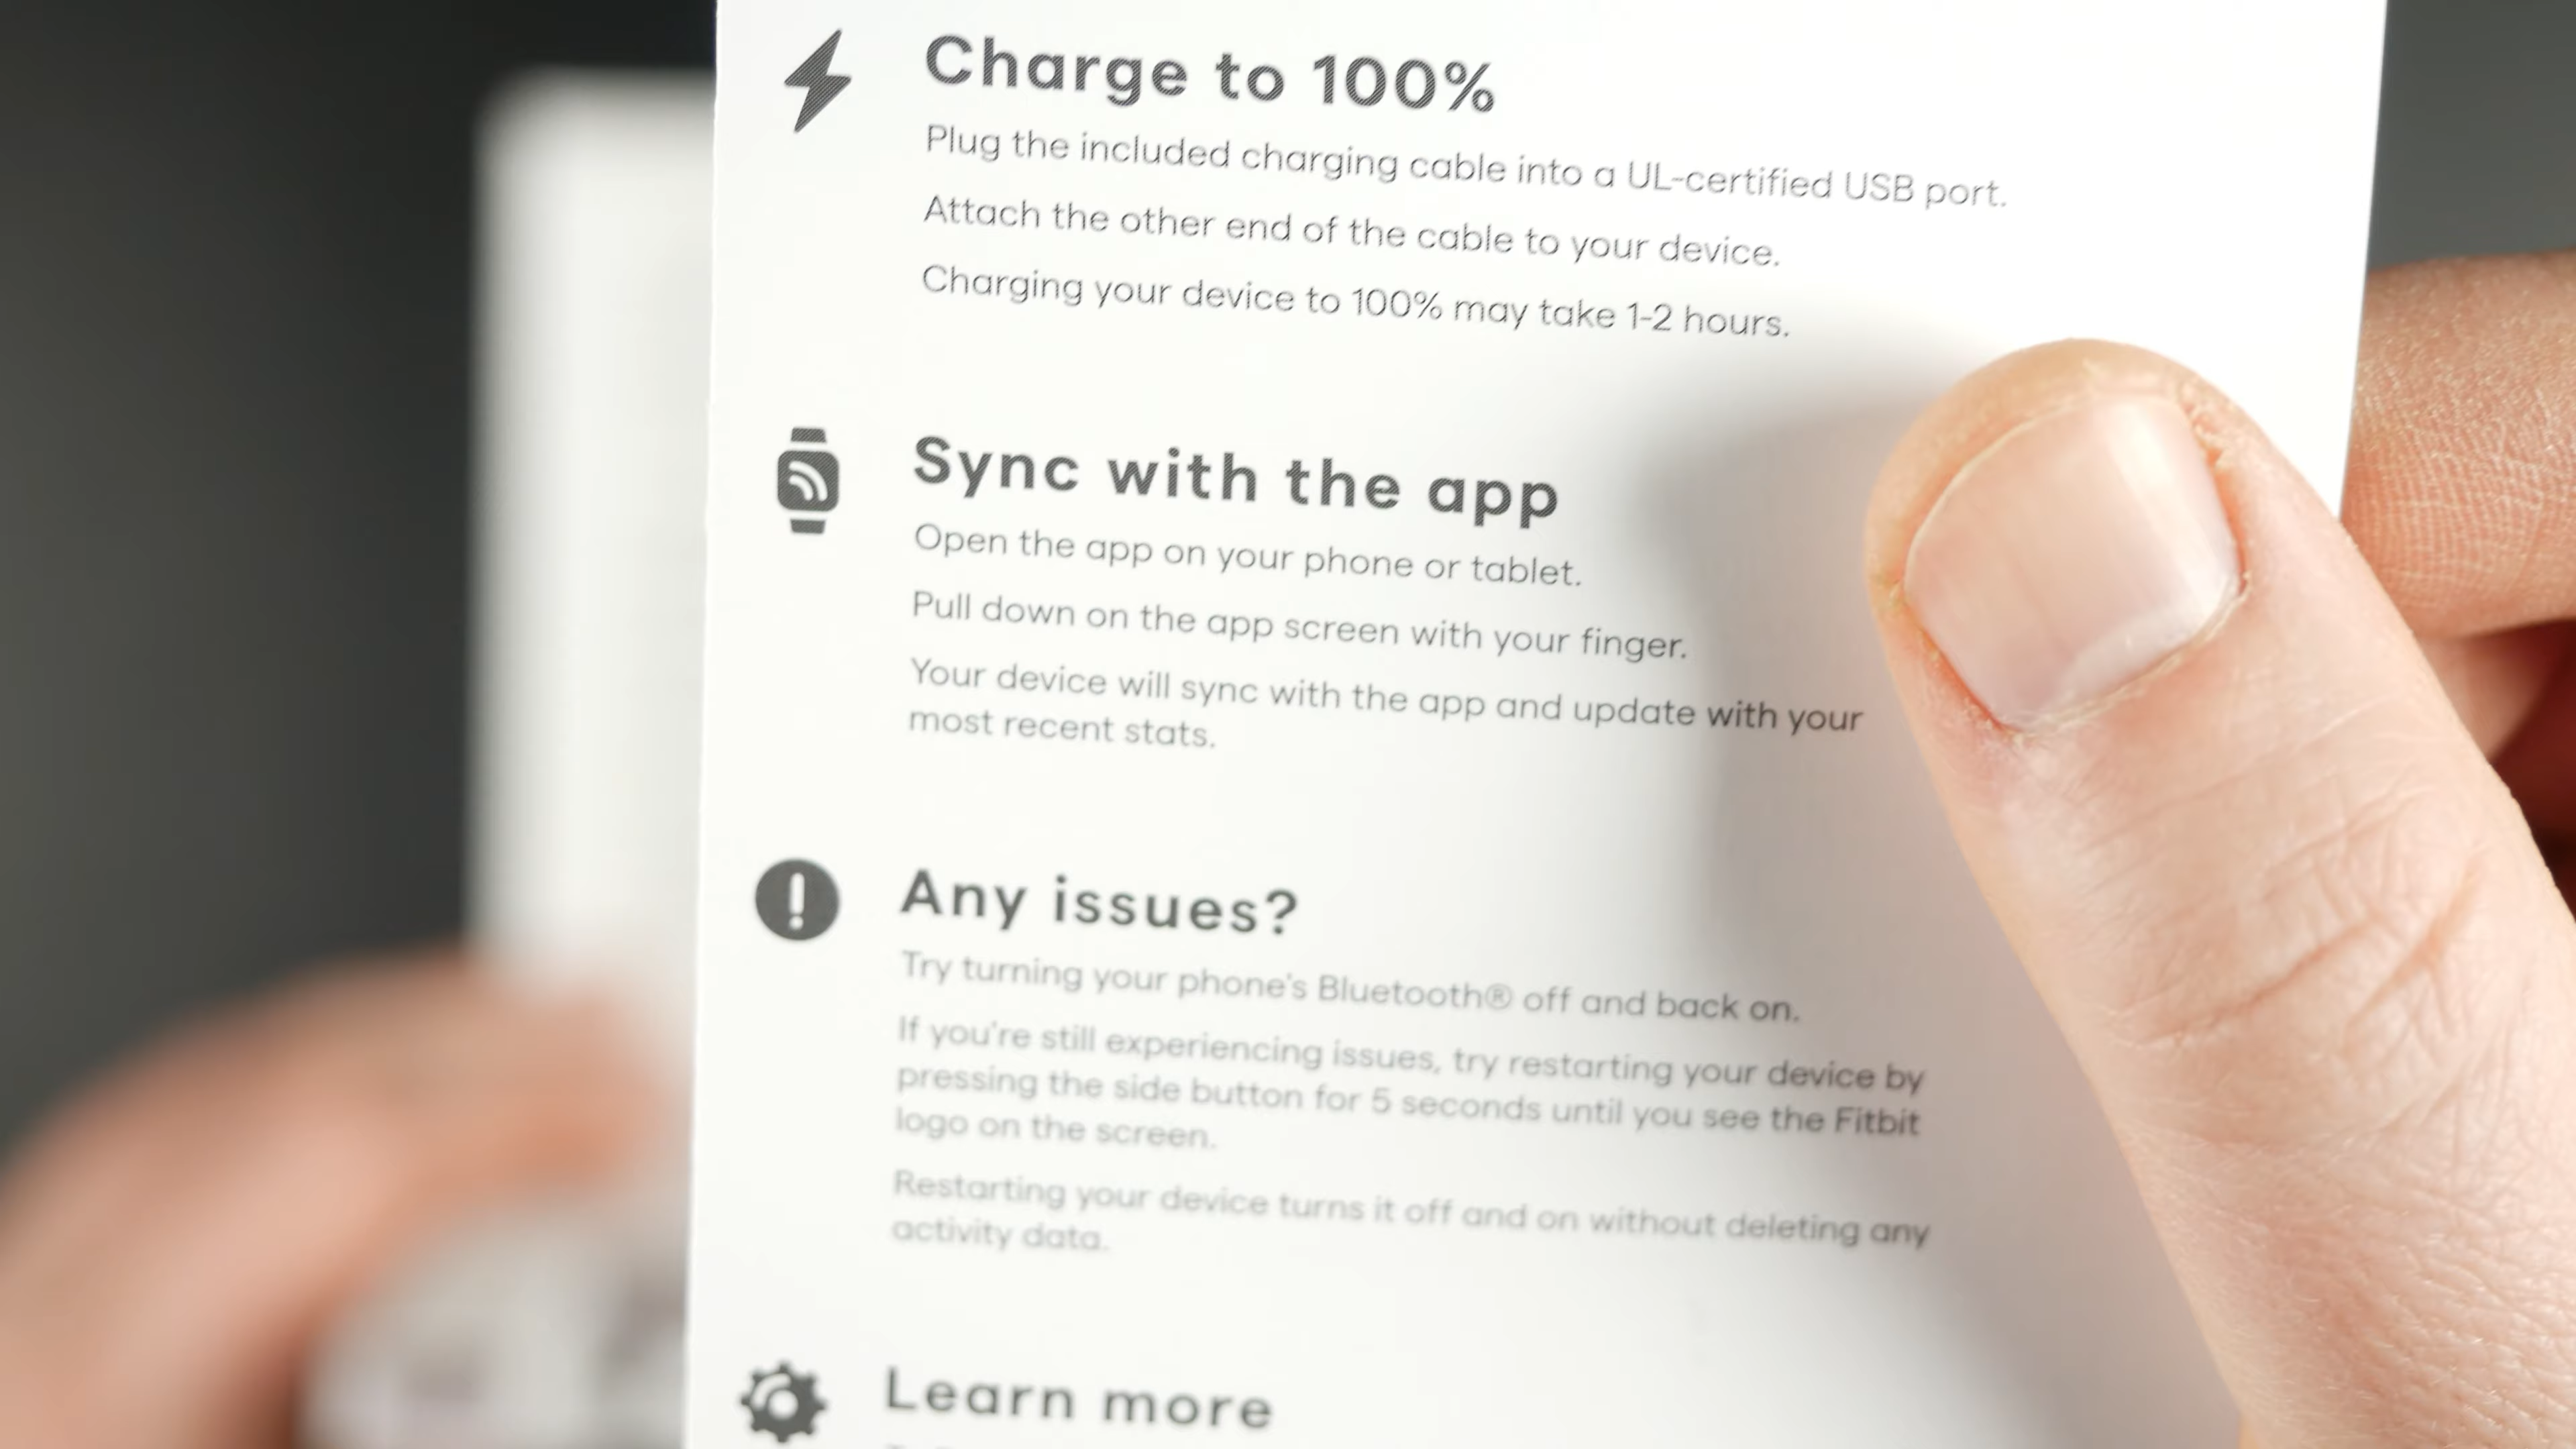 Charge to 100%
Plug the included charging cable into a UL-certified USB port.
Attach the other end of the cable to your device.
Charging your device to 100% may take 1-2 hours.
Sync with the app
Open the app on your phone or tablet.
Pull down on the app screen with your finger.
Your device will sync with the app and update with your
most recent stats.
Any issues?
Try turning your phone's Bluetooth® off and back on.
If you're still experiencing issues, try restarting your device by
pressing the side button for 5 seconds until you see the Fitbit
logo on the screen.
Restarting your device turns it off and on without deleting any
activity data.
Learn more